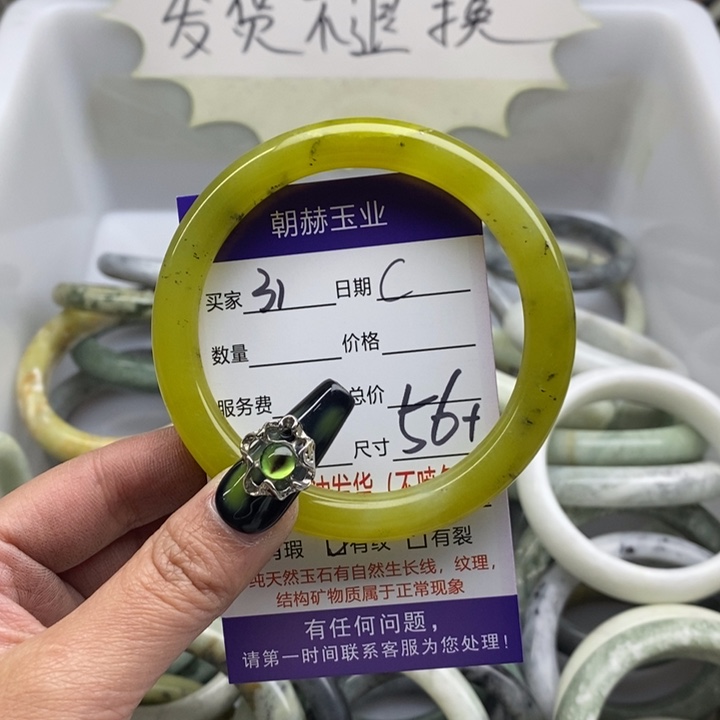 发货不退换
朝赫玉业
买家 31 日期 C
数量 价格
服务费 总价
尺寸 56+
发货(不
瑕 有纹 有裂
纯天然玉石有自然生长线,纹理,
结构矿物质属于正常现象
有任何问题,
请第一时间联系客服为您处理!